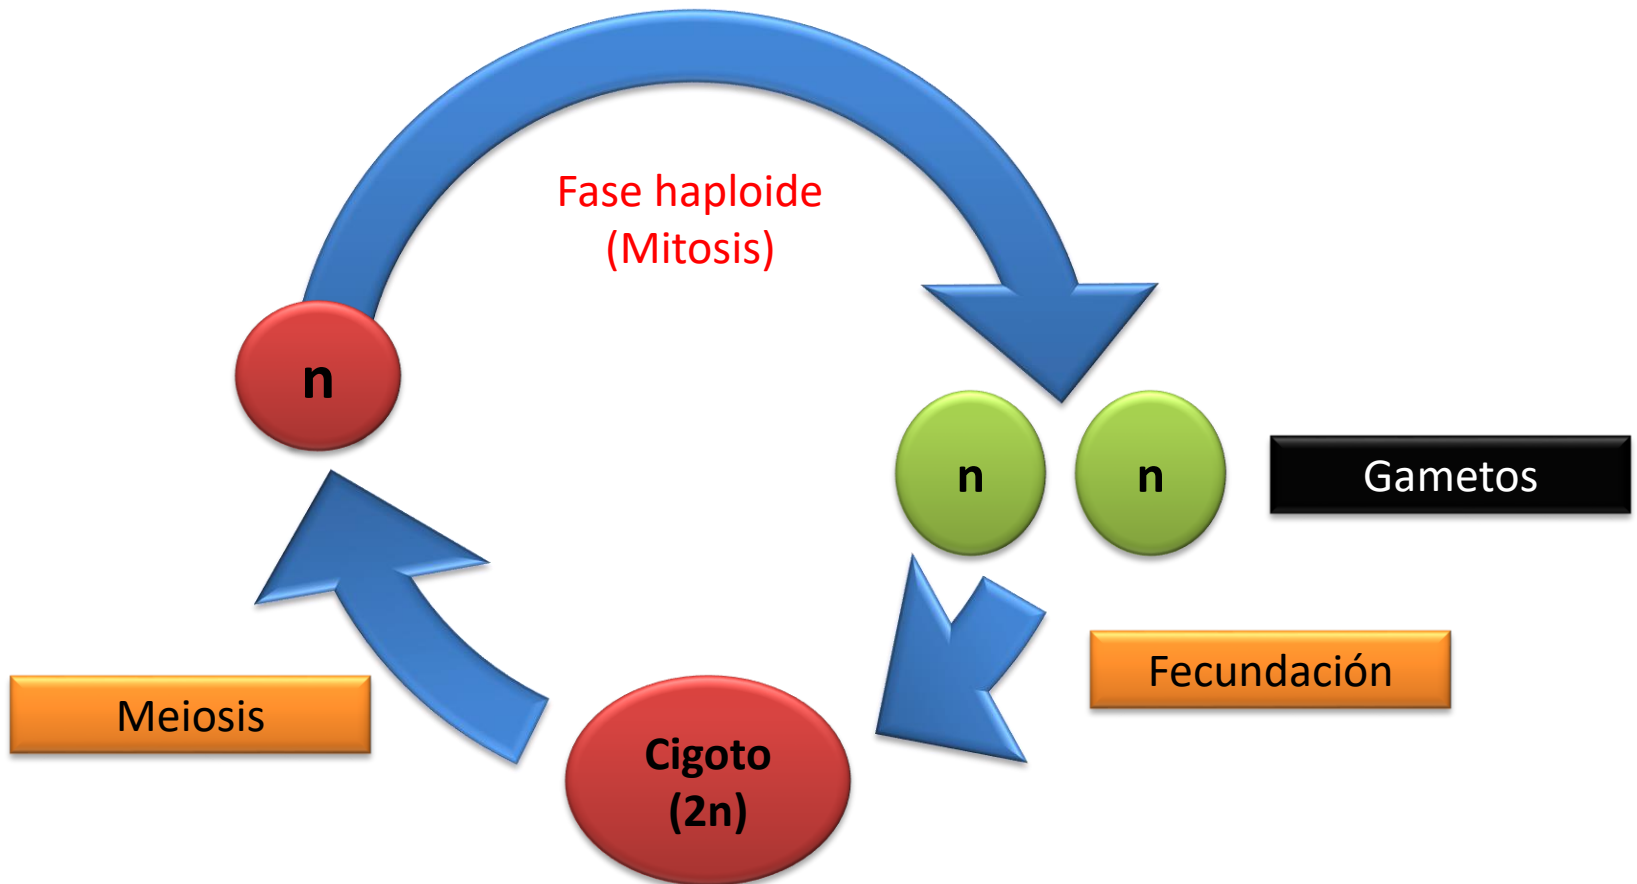 Fase haploide
(Mitosis)
n
n
n
Gametos
Fecundación
Meiosis
Cigoto
(2n)